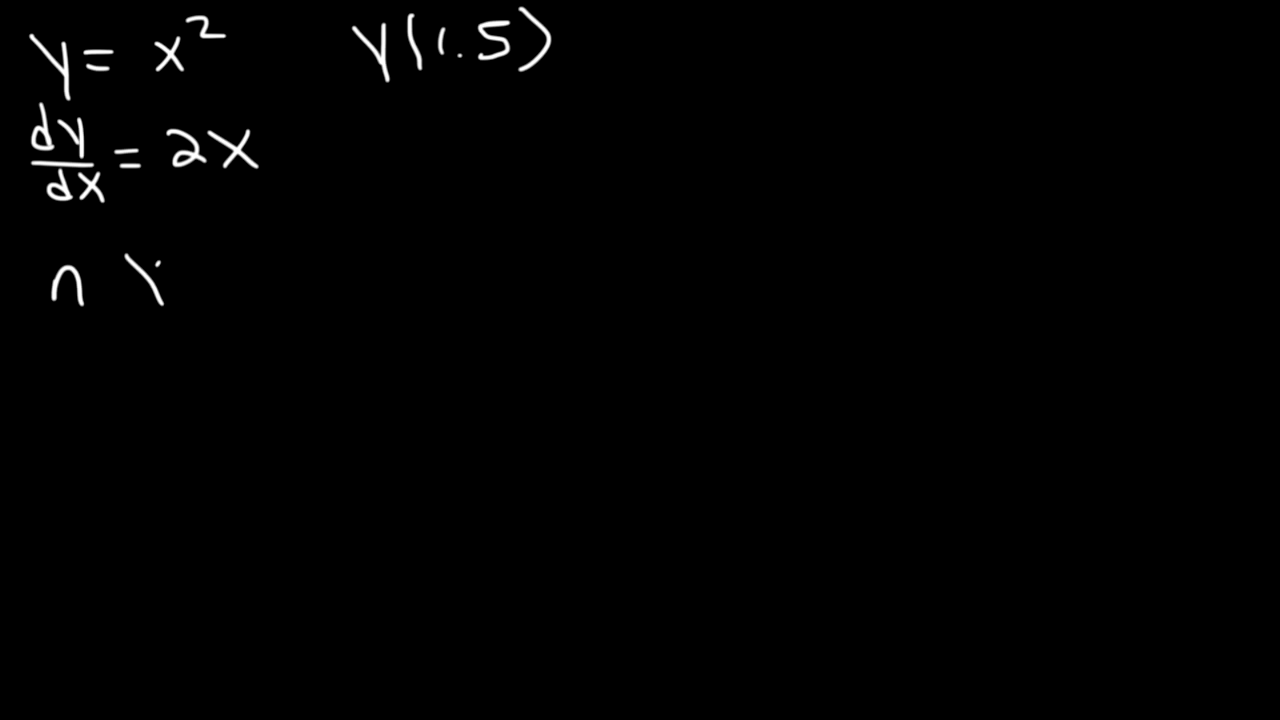 y = x² y(1.5)
dy/dx = 2x
n